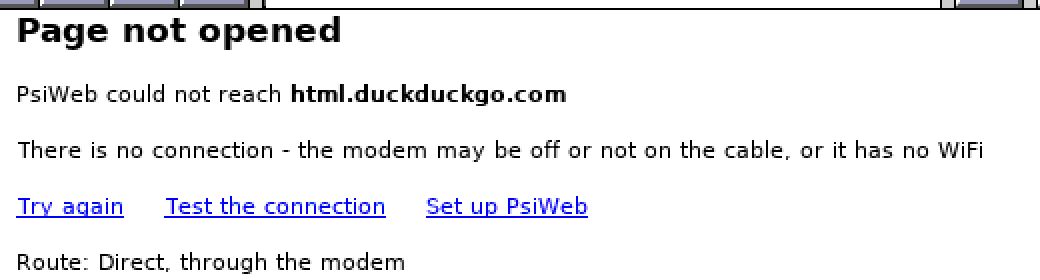 Page not opened
PsiWeb could not reach html.duckduckgo.com
There is no connection - the modem may be off or not on the cable, or it has no WiFi
Try again Test the connection Set up PsiWeb
Route: Direct, through the modem